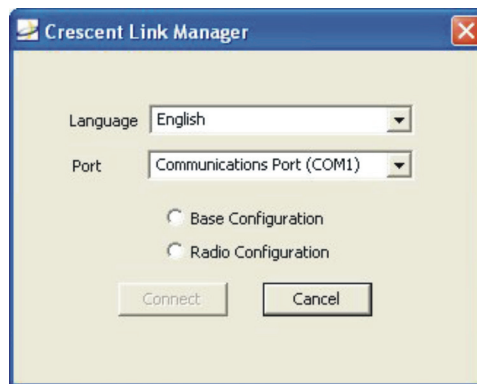 Crescent Link Manager
Language English
Port Communications Port (COM1)
Base Configuration
Radio Configuration
Connect Cancel